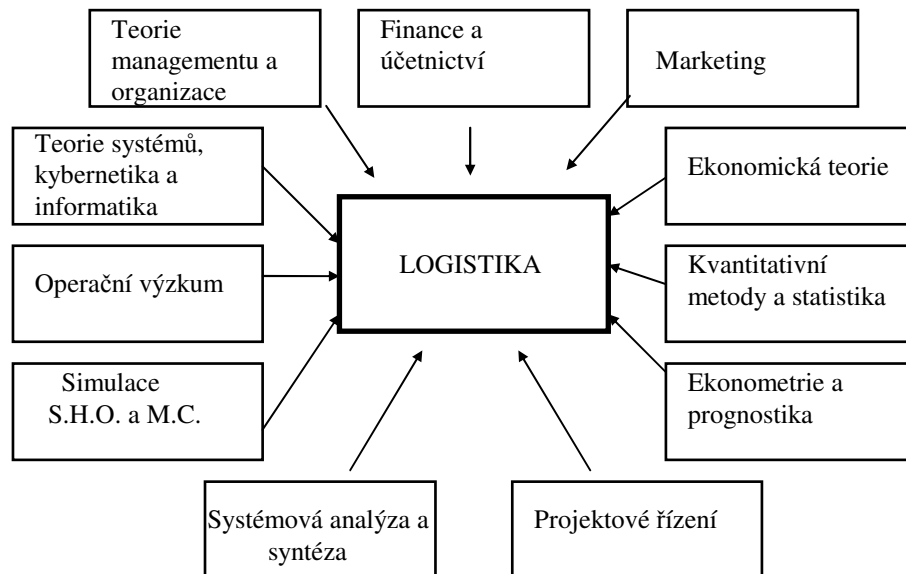 Teorie
managementu a
organizace
Finance a
účetnictví
Marketing
Teorie systémů,
kybernetika a
informatika
Ekonomická teorie
Operační výzkum
LOGISTIKA
Kvantitativní
metody a statistika
Simulace
S.H.O. a M.C.
Ekonometrie a
prognostika
Systémová analýza a
syntéza
Projektové řízení